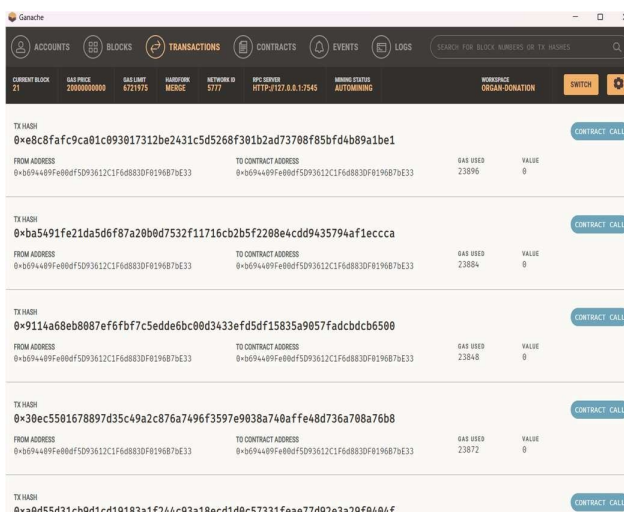 Ganache
ACCOUNTS BLOCKS TRANSACTIONS CONTRACTS EVENTS LOGS SEARCH FOR BLOCK NUMBERS OR TX HASHES
CURRENT BLOCK GAS PRICE GAS LIMIT HARDFORK NETWORK ID RPC SERVER MINING STATUS WORKSPACE
21 20000000000 6721975 MERGE 5777 HTTP://127.0.0.1:7545 AUTOMINING ORGAN-DONATION SWITCH
TX HASH
0×e8c8fafc9ca01c093017312be2431c5d5268f301b2ad73708f85bfd4b89a1be1 CONTRACT CALL
FROM ADDRESS TO CONTRACT ADDRESS GAS USED VALUE
0×b694409Fe00df5D93612C1F6d883DF0196B7bE33 0×b694409Fe00df5D93612C1F6d883DF0196B7bE33 23896 0
TX HASH
0×ba5491fe21da5d6f87a20b0d7532f11716cb2b5f2208e4cdd9435794af1eccca CONTRACT CALL
FROM ADDRESS TO CONTRACT ADDRESS GAS USED VALUE
0×b694409Fe00df5D93612C1F6d883DF0196B7bE33 0×b694409Fe00df5D93612C1F6d883DF0196B7bE33 23884 0
TX HASH
0×9114a68eb8087ef6fbf7c5edde6bc00d3433efd5df15835a9057fadcbdcb6500 CONTRACT CALL
FROM ADDRESS TO CONTRACT ADDRESS GAS USED VALUE
0×b694409Fe00df5D93612C1F6d883DF0196B7bE33 0×b694409Fe00df5D93612C1F6d883DF0196B7bE33 23848 0
TX HASH
0×30ec5501678897d35c49a2c876a7496f3597e9038a740affe48d736a708a76b8 CONTRACT CALL
FROM ADDRESS TO CONTRACT ADDRESS GAS USED VALUE
0×b694409Fe00df5D93612C1F6d883DF0196B7bE33 0×b694409Fe00df5D93612C1F6d883DF0196B7bE33 23872 0
TX HASH
CONTRACT CALL